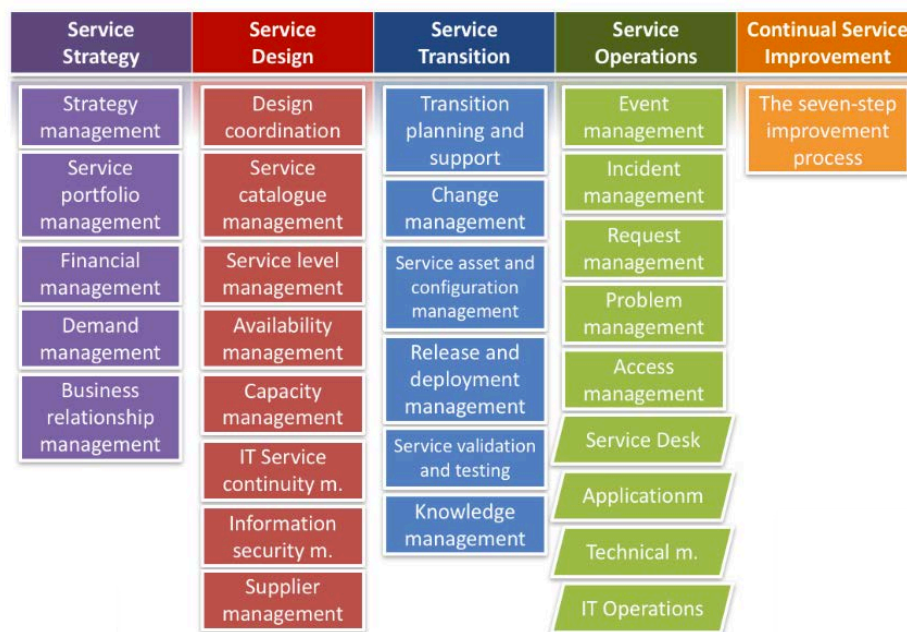 Service
Strategy
Service
Design
Service
Transition
Service
Operations
Continual Service
Improvement
Strategy
management
Service
portfolio
management
Financial
management
Demand
management
Business
relationship
management
Design
coordination
Service
catalogue
management
Service level
management
Availability
management
Capacity
management
IT Service
continuity m.
Information
security m.
Supplier
management
Transition
planning and
support
Change
management
Service asset and
configuration
management
Release and
deployment
management
Service validation
and testing
Knowledge
management
Event
management
Incident
management
Request
management
Problem
management
Access
management
Service Desk
Applicationm
Technical m.
IT Operations
The seven-step
improvement
process